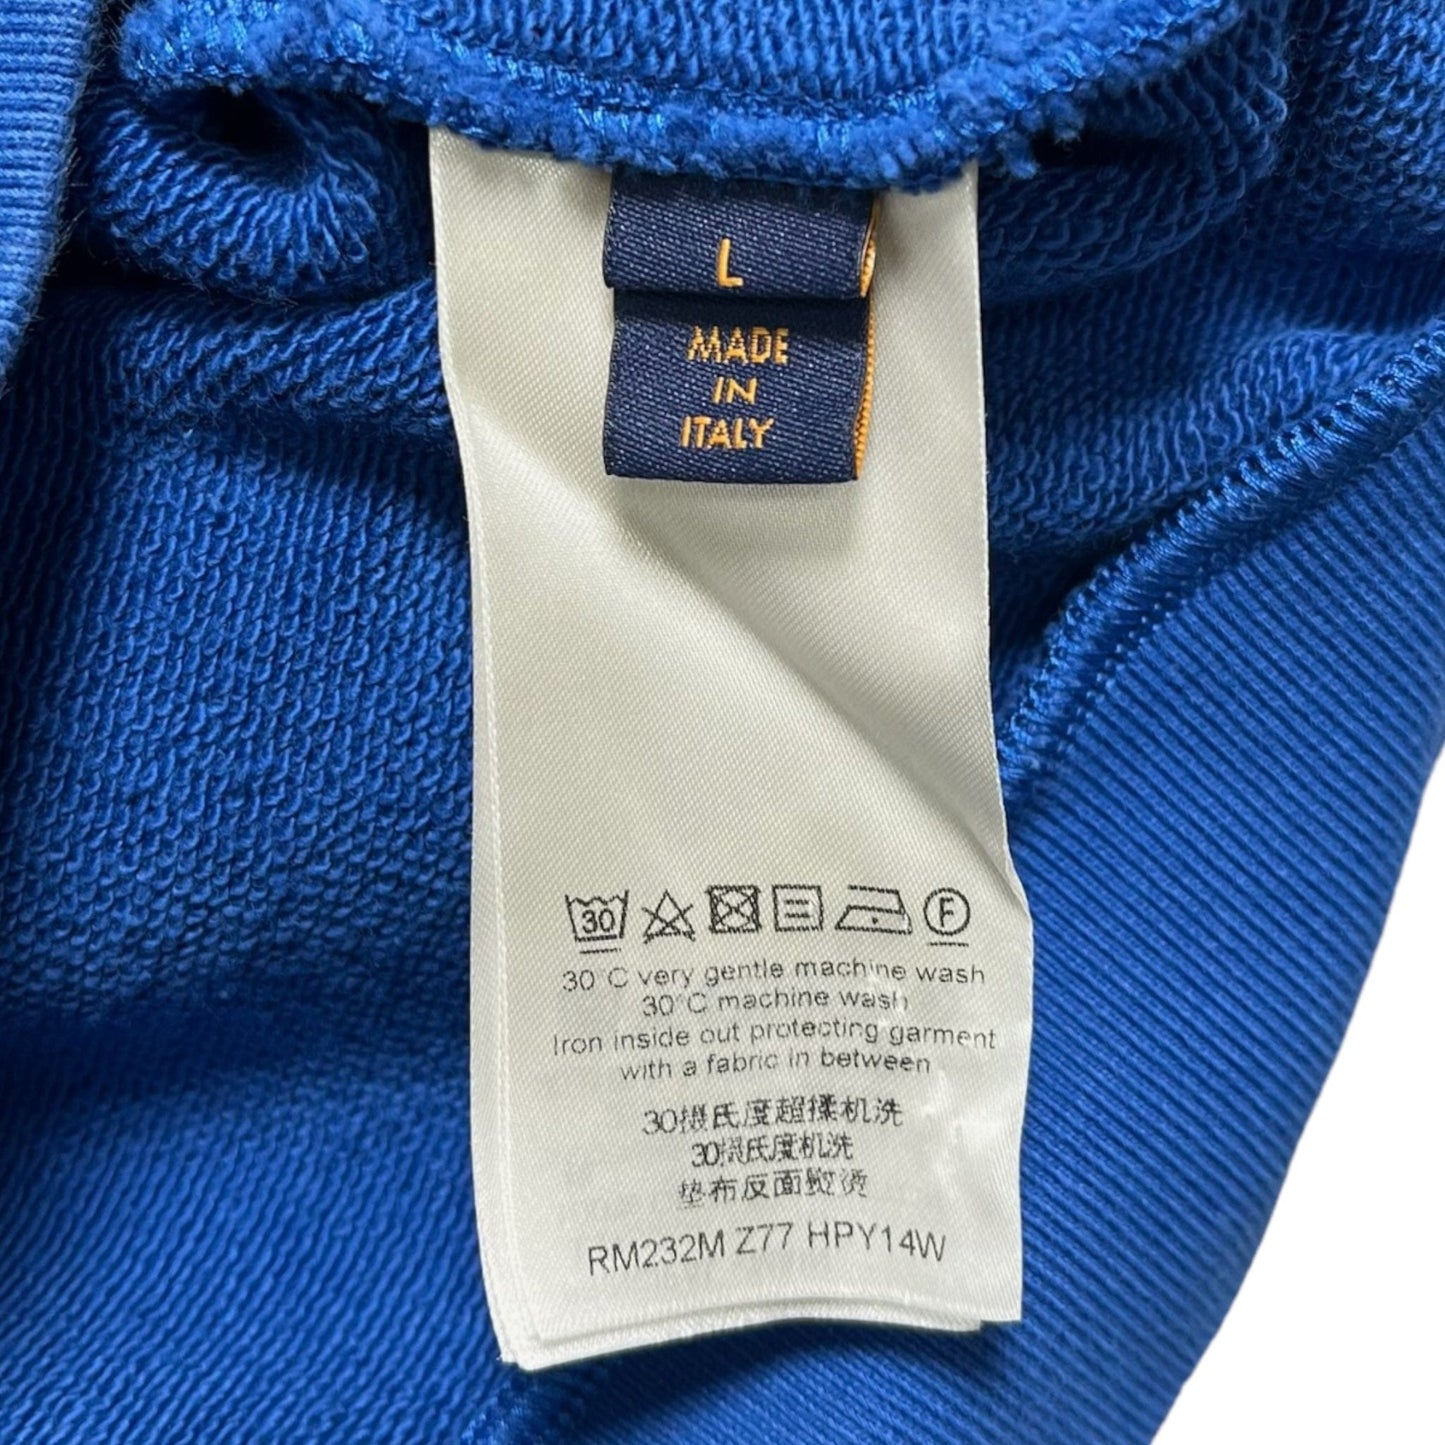 L
MADE
IN
ITALY
30 F
30°C very gentle machine wash
30°C machine wash
Iron inside out protecting garment
with a fabric in between
30摄氏度超揉机洗
30摄氏度机洗
垫布反面熨烫
RM232M Z77 HPY14W